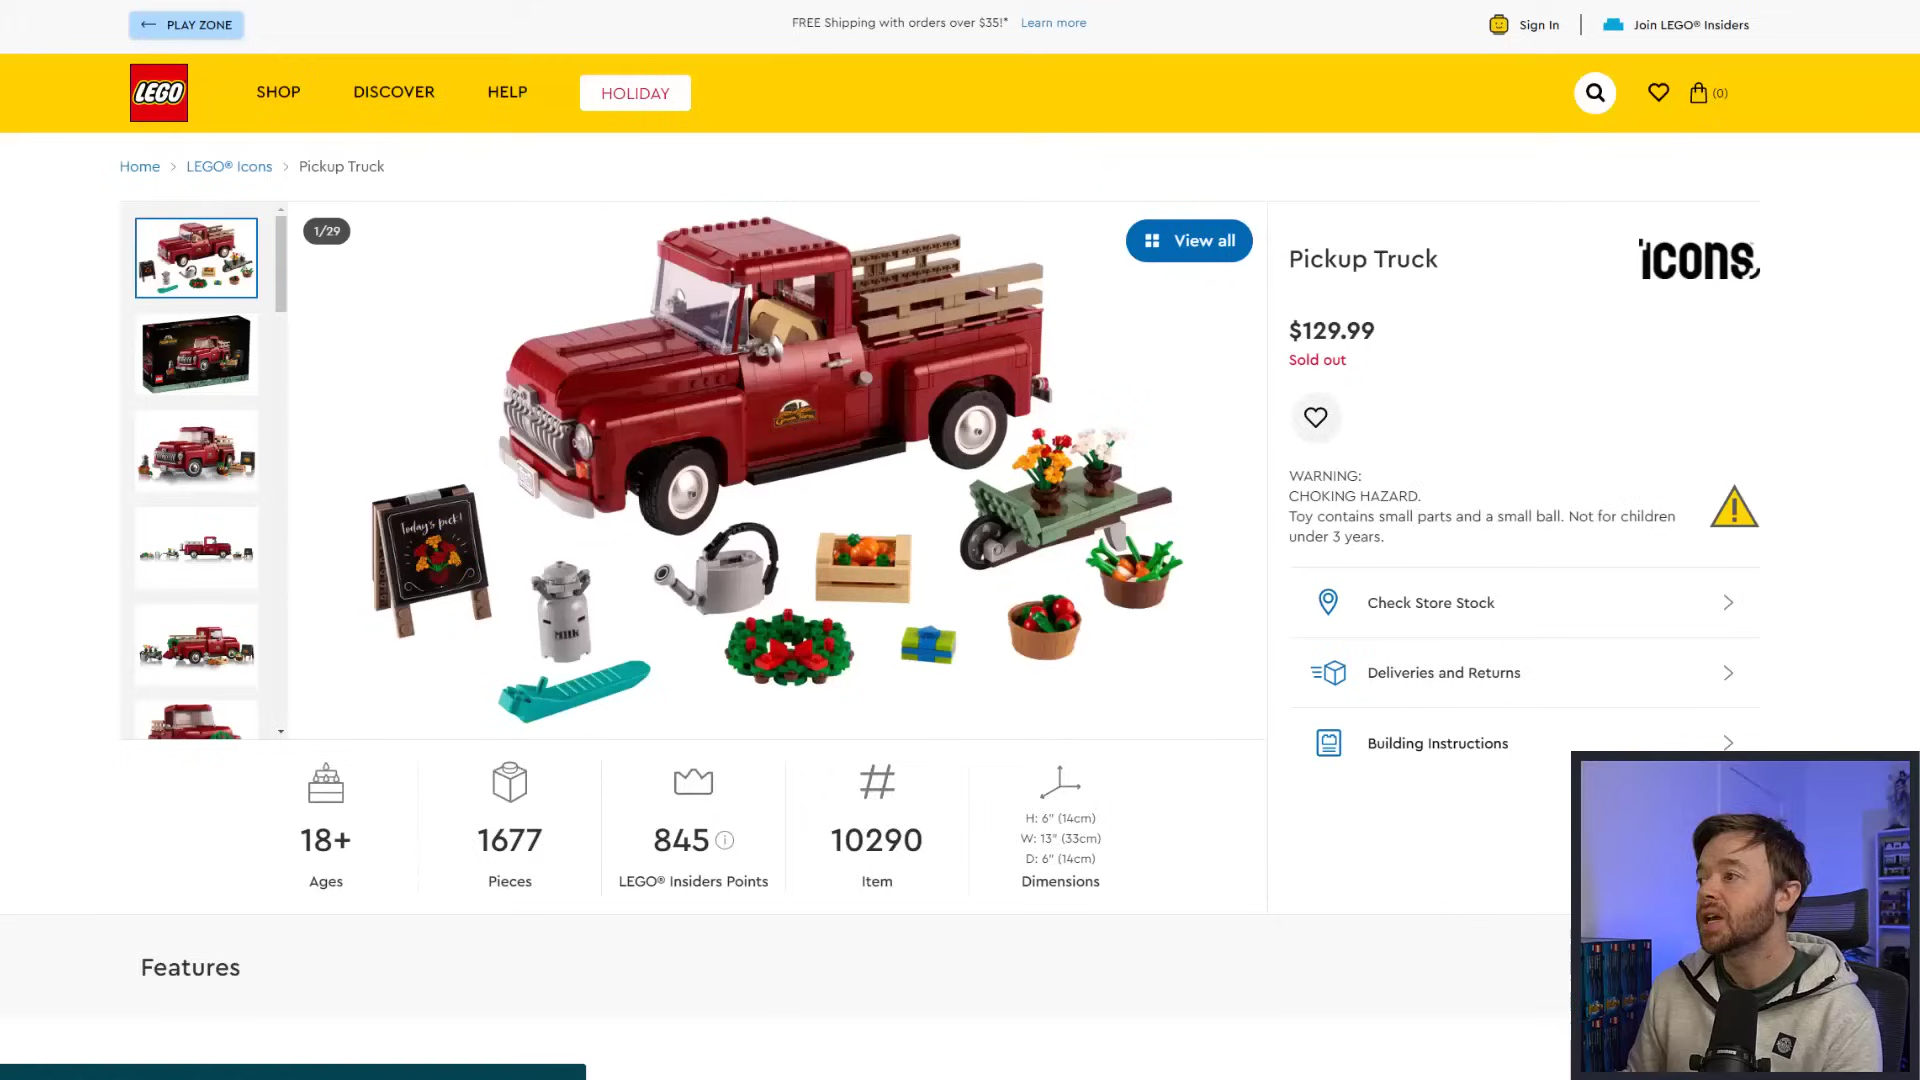 PLAY ZONE
FREE Shipping with orders over $35!* Learn more
Sign In
Join LEGO® Insiders
LEGO
SHOP
DISCOVER
HELP
HOLIDAY
(0)
Home > LEGO® Icons > Pickup Truck
1/29
View all
Today's pick!
MILK
Pickup Truck
icons
$129.99
Sold out
WARNING:
CHOKING HAZARD.
Toy contains small parts and a small ball. Not for children
under 3 years.
Check Store Stock
Deliveries and Returns
Building Instructions
18+
Ages
1677
Pieces
845
LEGO® Insiders Points
10290
Item
H: 6" (14cm)
W: 13" (33cm)
D: 6" (14cm)
Dimensions
Features